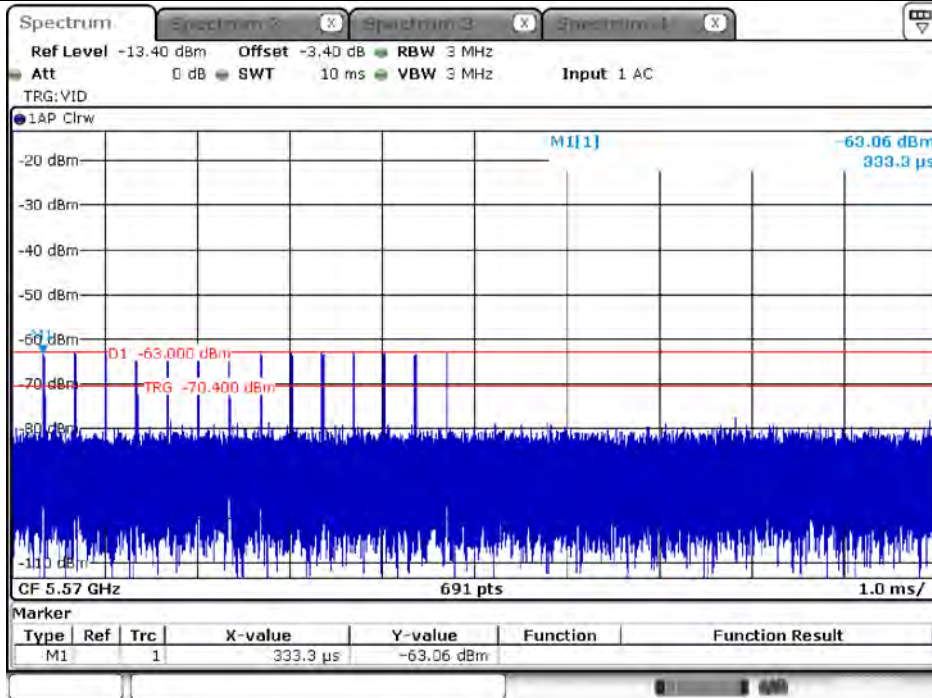 Spectrum Spectrum 2 X Spectrum 3 X Spectrum 4 X
Ref Level -13.40 dBm Offset -3.40 dB RBW 3 MHz
Att 0 dB SWT 10 ms VBW 3 MHz Input 1 AC
TRG:VID
1AP Clrw
M1[1] -63.06 dBm
333.3 µs
-20 dBm
-30 dBm
-40 dBm
-50 dBm
M1
-60 dBm
D1 -63.000 dBm
-70 dBm
TRG -70.400 dBm
-80 dBm
-110 dBm
CF 5.57 GHz 691 pts 1.0 ms/
Marker
Type Ref Trc X-value Y-value Function Function Result
M1 1 333.3 µs -63.06 dBm